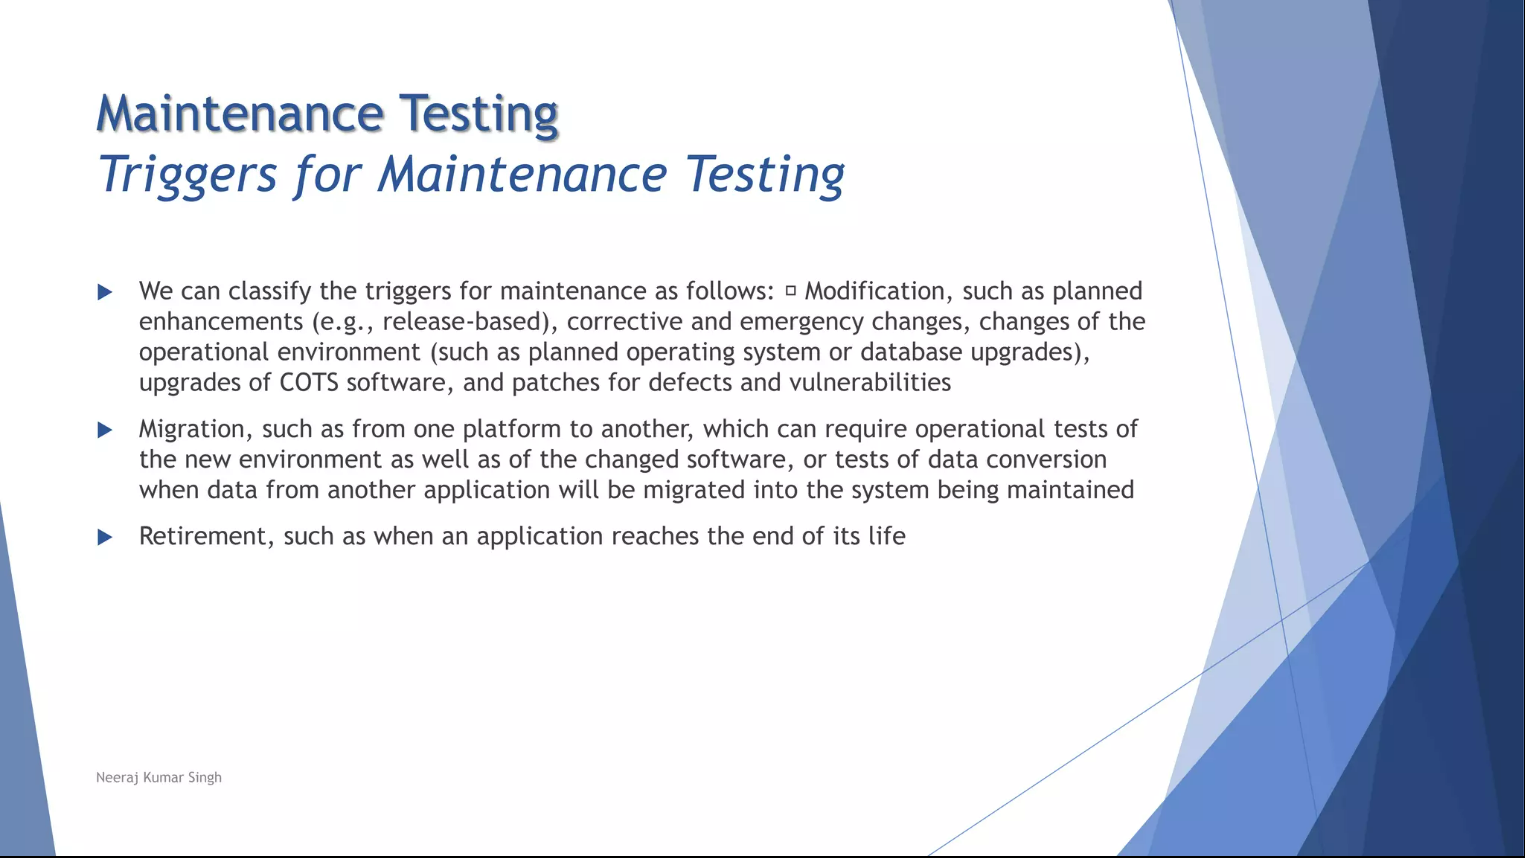 Maintenance Testing
Triggers for Maintenance Testing
We can classify the triggers for maintenance as follows: Modification, such as planned
enhancements (e.g., release-based), corrective and emergency changes, changes of the
operational environment (such as planned operating system or database upgrades),
upgrades of COTS software, and patches for defects and vulnerabilities
Migration, such as from one platform to another, which can require operational tests of
the new environment as well as of the changed software, or tests of data conversion
when data from another application will be migrated into the system being maintained
Retirement, such as when an application reaches the end of its life
Neeraj Kumar Singh